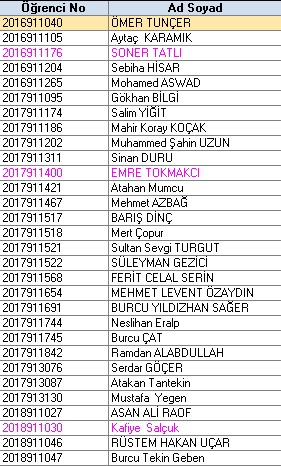 Öğrenci No Ad Soyad
2016911040 ÖMER TUNÇER
2016911105 Aytaç KARAMIK
2016911176 SONER TATLI
2016911204 Sebiha HİSAR
2016911265 Mohamed ASWAD
2017911095 Gökhan BİLGİ
2017911174 Salim YİĞİT
2017911186 Mahir Koray KOÇAK
2017911202 Muhammed Şahin UZUN
2017911311 Sinan DURU
2017911400 EMRE TOKMAKCI
2017911421 Atahan Mumcu
2017911467 Mehmet AZBAĞ
2017911517 BARIŞ DİNÇ
2017911518 Mert Çopur
2017911521 Sultan Sevgi TURGUT
2017911522 SÜLEYMAN GEZİCİ
2017911568 FERİT CELAL SERİN
2017911654 MEHMET LEVENT ÖZAYDIN
2017911691 BURCU YILDIZHAN SAĞER
2017911744 Neslihan Eralp
2017911745 Burcu ÇAT
2017911842 Ramdan ALABDULLAH
2017913076 Serdar GÖÇER
2017913087 Atakan Tantekin
2017913130 Mustafa Yegen
2018911027 ASAN ALİ RAOF
2018911030 Kafiye Salçuk
2018911046 RÜSTEM HAKAN UÇAR
2018911047 Burcu Tekin Geben